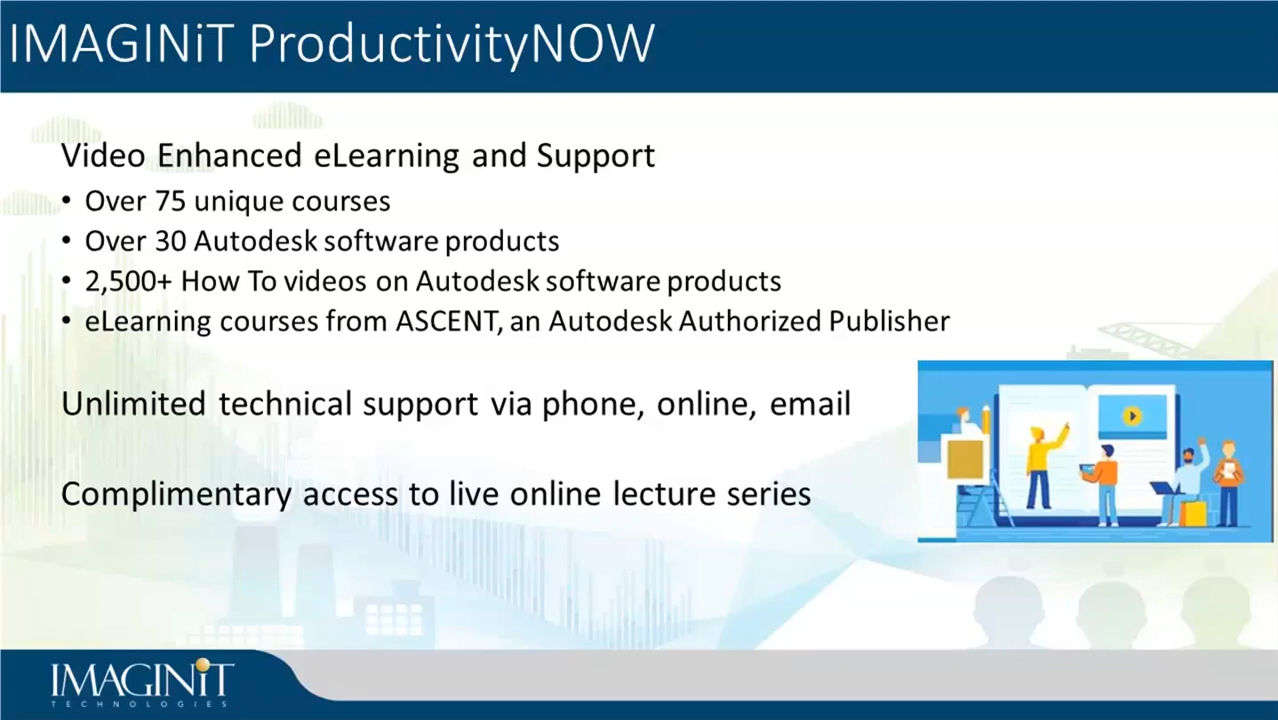 IMAGINiT ProductivityNOW
Video Enhanced eLearning and Support
• Over 75 unique courses
• Over 30 Autodesk software products
• 2,500+ How To videos on Autodesk software products
• eLearning courses from ASCENT, an Autodesk Authorized Publisher
Unlimited technical support via phone, online, email
Complimentary access to live online lecture series
IMAGINiT
TECHNOLOGIES